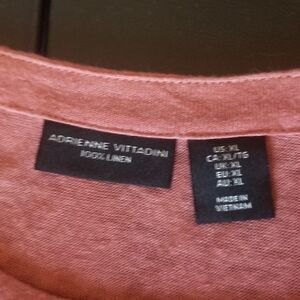 ADRIENNE VITTADINI
100% LINEN
US: XL
CA: XL/TG
UK: XL
EU: XL
AU: XL
MADE IN
VIETNAM